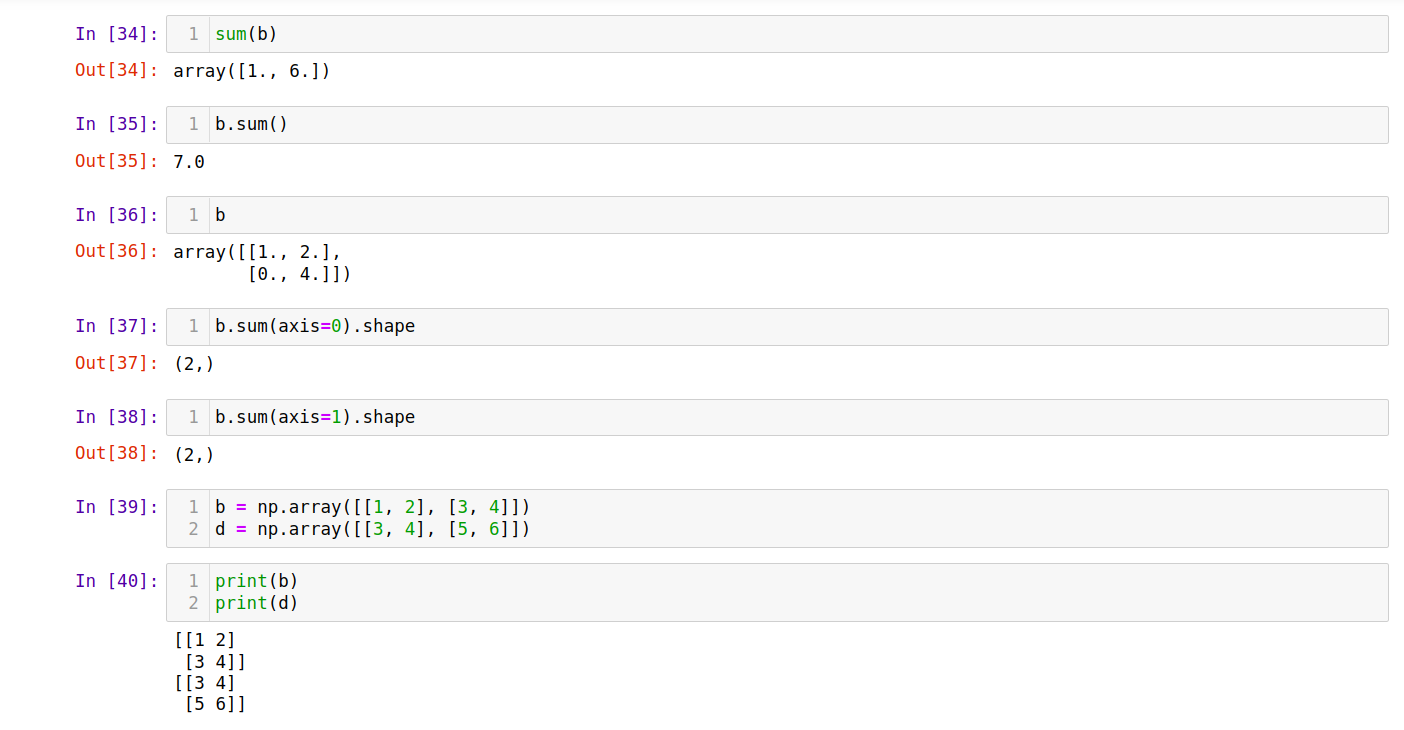 In [34]: 1 sum(b)
Out[34]: array([1., 6.])
In [35]: 1 b.sum()
Out[35]: 7.0
In [36]: 1 b
Out[36]: array([[1., 2.],
       [0., 4.]])
In [37]: 1 b.sum(axis=0).shape
Out[37]: (2,)
In [38]: 1 b.sum(axis=1).shape
Out[38]: (2,)
In [39]: 1 b = np.array([[1, 2], [3, 4]])
2 d = np.array([[3, 4], [5, 6]])
In [40]: 1 print(b)
2 print(d)
[[1 2]
 [3 4]]
[[3 4]
 [5 6]]